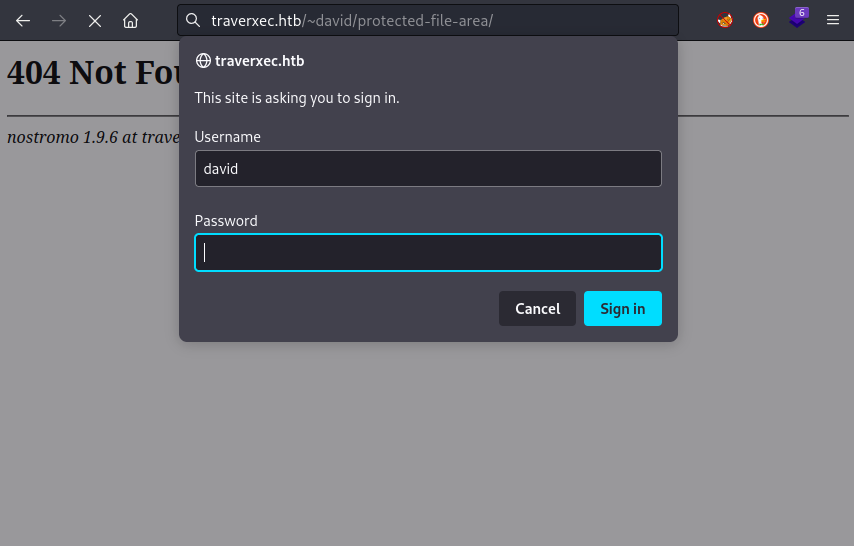 traverxec.htb/~david/protected-file-area/
6
404 Not Fou
nostromo 1.9.6 at trave
traverxec.htb
This site is asking you to sign in.
Username
david
Password
Cancel
Sign in